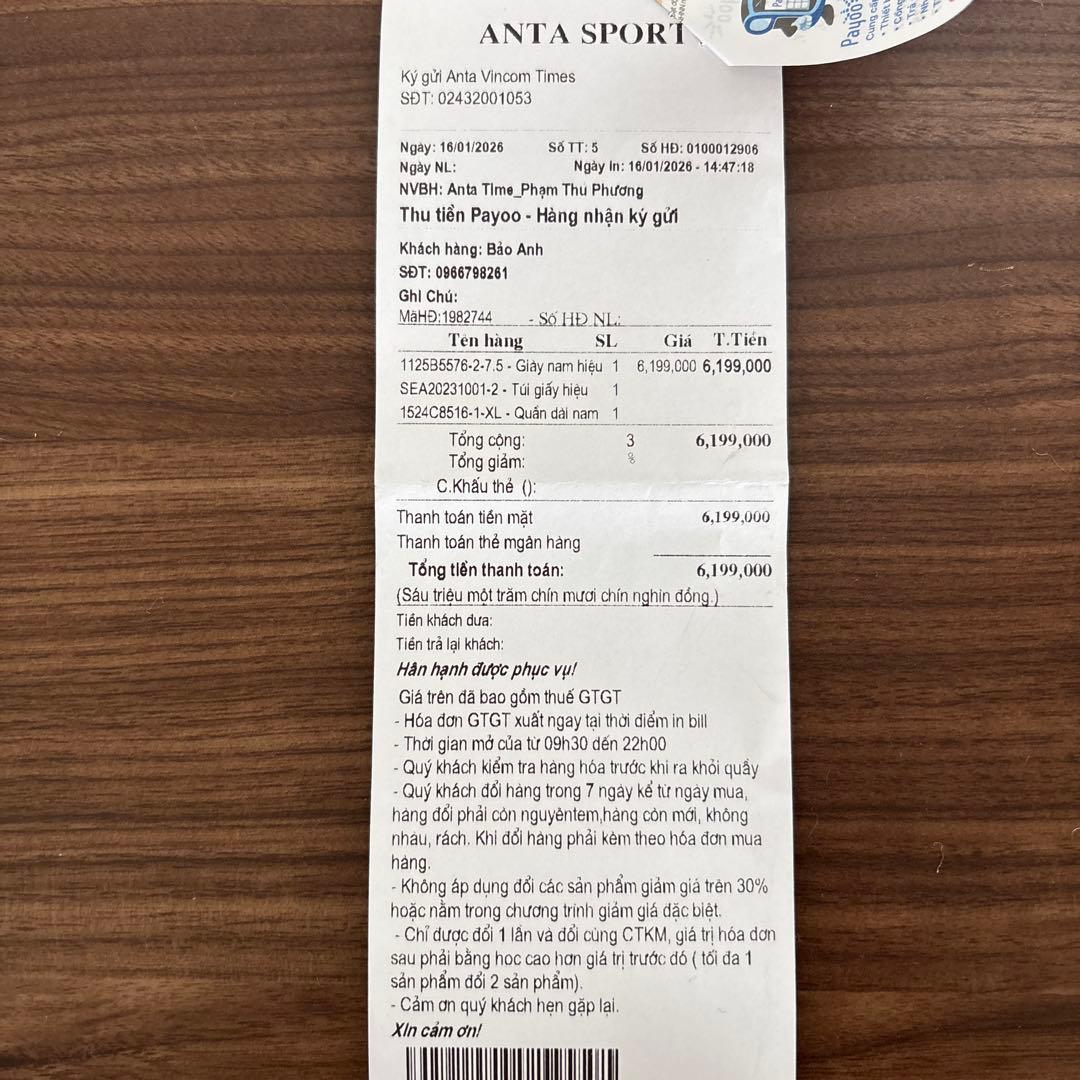 ANTA SPORT
Payoo
Cung cấ
Ký gửi Anta Vincom Times
SĐT: 02432001053
Ngày: 16/01/2026 Số TT: 5 Số HĐ: 0100012906
Ngày NL: Ngày in: 16/01/2026 - 14:47:18
NVBH: Anta TIme_Phạm Thu Phương
Thu tiền Payoo - Hàng nhận ký gửi
Khách hàng: Bảo Anh
SĐT: 0966798261
Ghi Chú:
MãHĐ:1982744 - Số HĐ NL:
Tên hàng SL Giá T.Tiền
1125B5576-2-7.5 - Giày nam hiệu 1 6,199,000 6,199,000
SEA20231001-2 - Túi giấy hiệu 1
1524C8516-1-XL - Quần dài nam 1
Tổng cộng: 3 6,199,000
Tổng giảm: %
C.Khấu thẻ ():
Thanh toán tiền mặt 6,199,000
Thanh toán thẻ mgân hàng
Tổng tiền thanh toán: 6,199,000
(Sáu triệu một trăm chín mươi chín nghìn đồng.)
Tiền khách đưa:
Tiền trả lại khách:
Hân hạnh được phục vụ!
Giá trên đã bao gồm thuế GTGT
- Hóa đơn GTGT xuất ngay tại thời điểm in bill
- Thời gian mở của từ 09h30 đến 22h00
- Quý khách kiểm tra hàng hóa trước khi ra khỏi quầy
- Quý khách đổi hàng trong 7 ngày kể từ ngày mua,
hàng đổi phải còn nguyêntem,hàng còn mới, không
nhàu, rách. Khi đổi hàng phải kèm theo hóa đơn mua
hàng.
- Không áp dụng đổi các sản phẩm giảm giá trên 30%
hoặc nằm trong chương trình giảm giá đặc biệt.
- Chỉ được đổi 1 lần và đổi cùng CTKM, giá trị hóa đơn
sau phải bằng hoc cao hơn giá trị trước đó ( tối đa 1
sản phẩm đổi 2 sản phẩm).
- Cảm ơn quý khách hẹn gặp lại.
Xin cảm ơn!